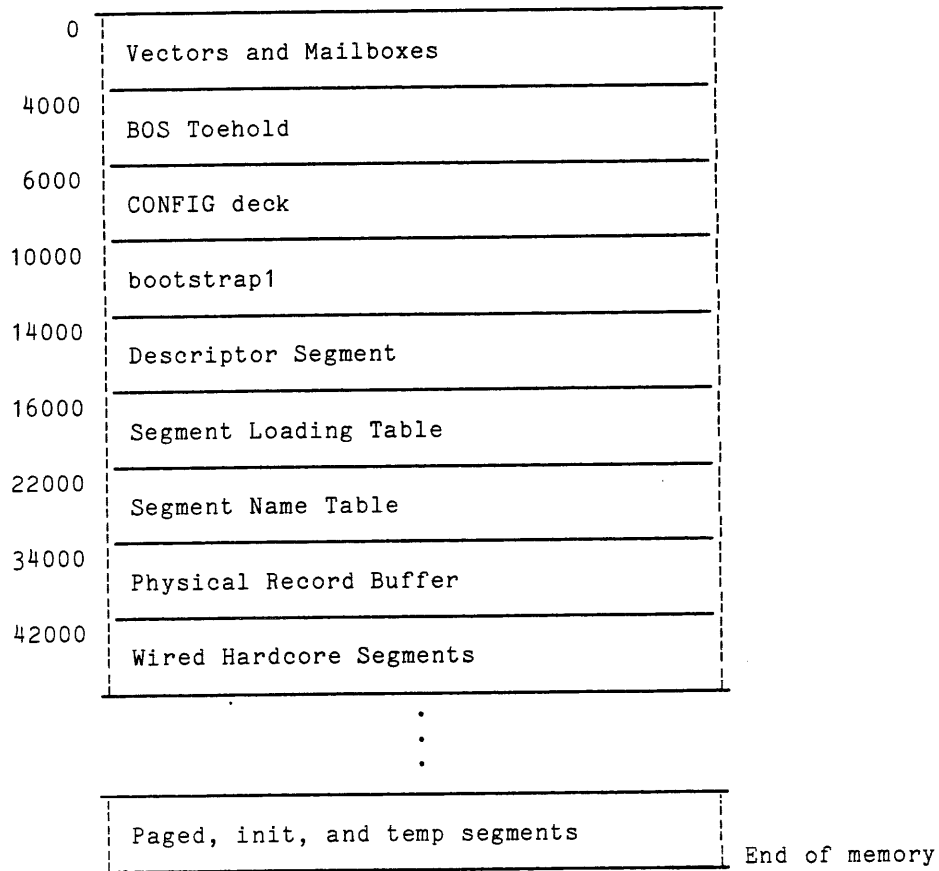 0
Vectors and Mailboxes
4000
BOS Toehold
6000
CONFIG deck
10000
bootstrap1
14000
Descriptor Segment
16000
Segment Loading Table
22000
Segment Name Table
34000
Physical Record Buffer
42000
Wired Hardcore Segments
.
.
.
Paged, init, and temp segments
End of memory